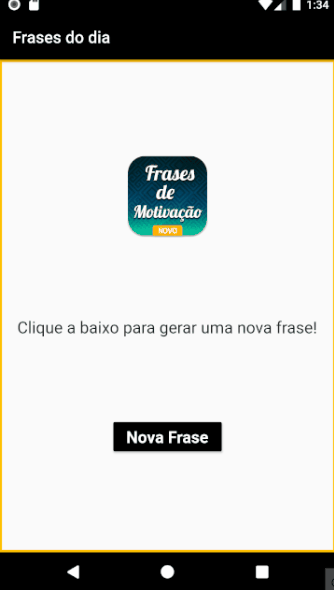 1:34
Frases do dia
Frases
de
Motivação
NOVO
Clique a baixo para gerar uma nova frase!
Nova Frase